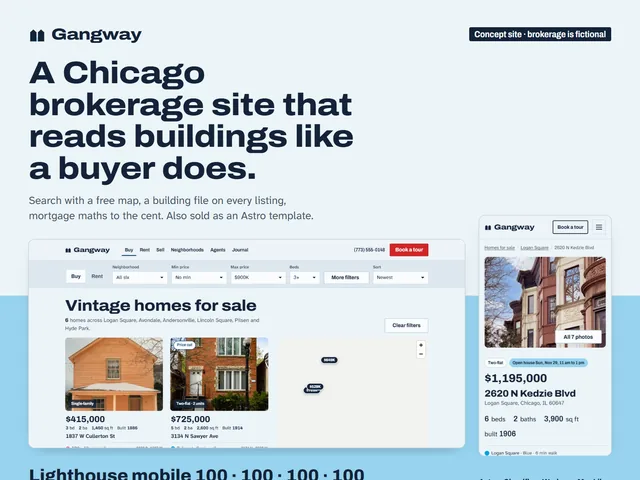 Gangway
Concept site · brokerage is fictional
A Chicago
brokerage site that
reads buildings like
a buyer does.
Search with a free map, a building file on every listing,
mortgage maths to the cent. Also sold as an Astro template.
Gangway
Buy Rent Sell Neighborhoods Agents Journal
(773) 555-0148
Book a tour
Buy Rent
Neighborhood Min price Max price Beds Sort
All six No min $900K 3+ More filters Newest
Vintage homes for sale
6 homes across Logan Square, Avondale, Andersonville, Lincoln Square, Pilsen and
Hyde Park.
Clear filters
Price cut
Single-family
Two-flat · 2 units
$415,000
3 bd 2 ba 1,450 sq ft Built 1886
1837 W Cullerton St
$725,000
5 bd 2 ba 2,600 sq ft Built 1914
3134 N Sawyer Ave
+
−
Gangway
Book a tour
Homes for sale / Logan Square / 2620 N Kedzie Blvd
All 7 photos
Two-flat
Open house Sun, Nov 29, 11 am to 1 pm
$1,195,000
2620 N Kedzie Blvd
Logan Square, Chicago, IL 60647
6 beds 2 baths 3,900 sq ft
built 1906
Logan Square · Blue · 6 min walk
Lighthouse mobile 100 · 100 · 100 · 100